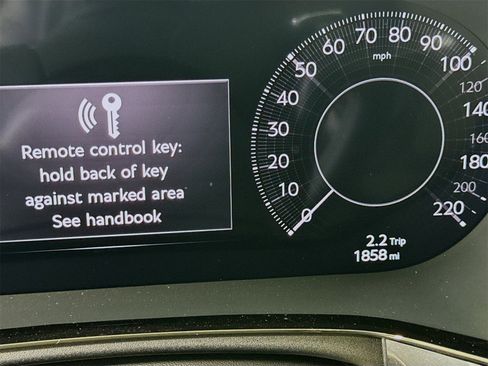 Remote control key:
hold back of key
against marked area
See handbook
0
10
20
30
40
50
60
70
80
90
100
120
140
160
180
200
220
mph
2.2 Trip
1858 mi